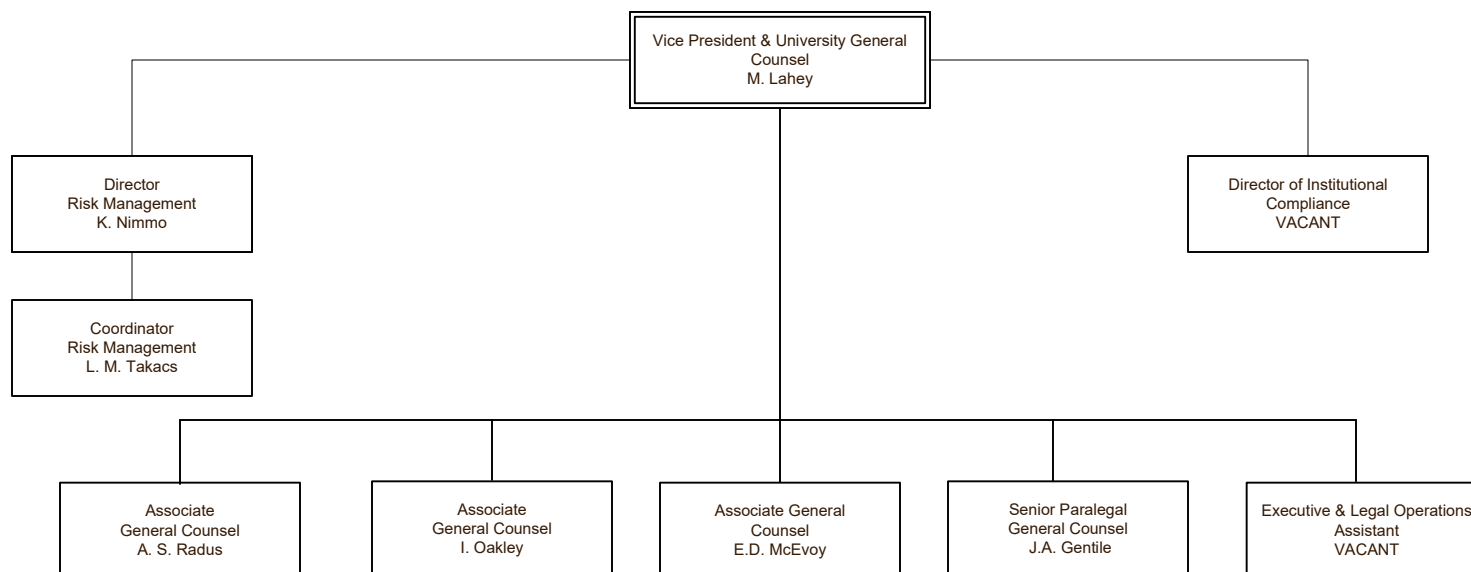 Vice President & University General
Counsel
M. Lahey
Director
Risk Management
K. Nimmo
Director of Institutional
Compliance
VACANT
Coordinator
Risk Management
L. M. Takacs
Associate
General Counsel
A. S. Radus
Associate
General Counsel
I. Oakley
Associate General
Counsel
E.D. McEvoy
Senior Paralegal
General Counsel
J.A. Gentile
Executive & Legal Operations
Assistant
VACANT